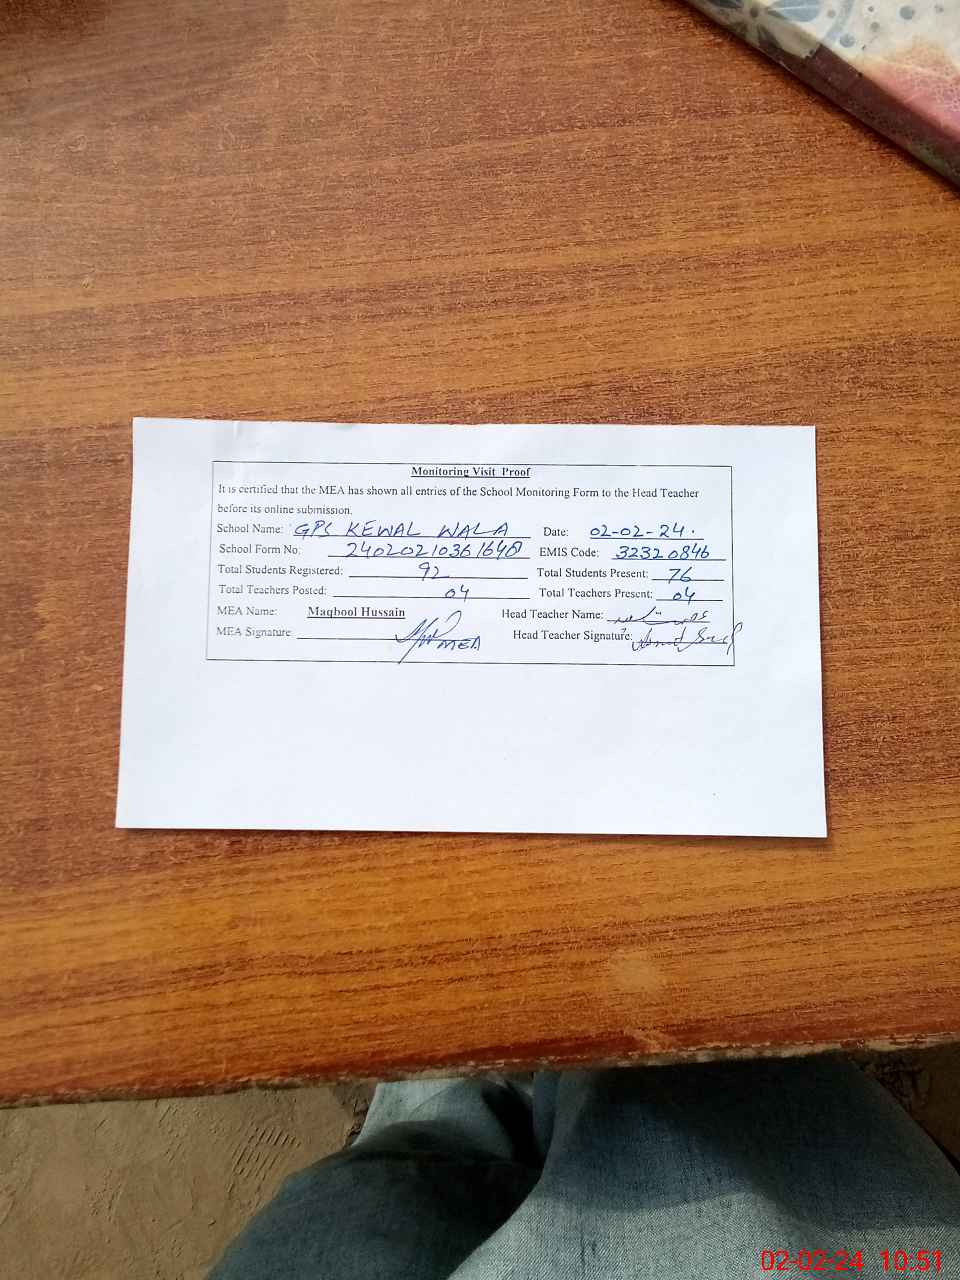 Monitoring Visit Proof
It is certified that the MEA has shown all entries of the School Monitoring Form to the Head Teacher
before its online submission.
School Name: GPS KEWAL WALA Date: 02-02-24.
School Form No: 24020210361648 EMIS Code: 32320846
Total Students Registered: 92 Total Students Present: 76
Total Teachers Posted: 04 Total Teachers Present: 04
MEA Name: Maqbool Hussain Head Teacher Name:
MEA Signature: MEA Head Teacher Signature:
02-02-24 10:51